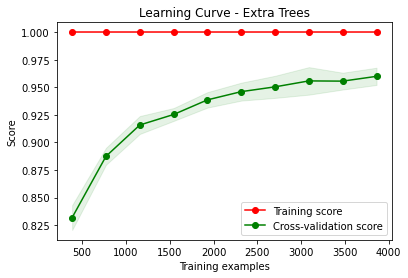 Learning Curve - Extra Trees
Score
1.000
0.975
0.950
0.925
0.900
0.875
0.850
0.825
Training score
Cross-validation score
500 1000 1500 2000 2500 3000 3500 4000
Training examples